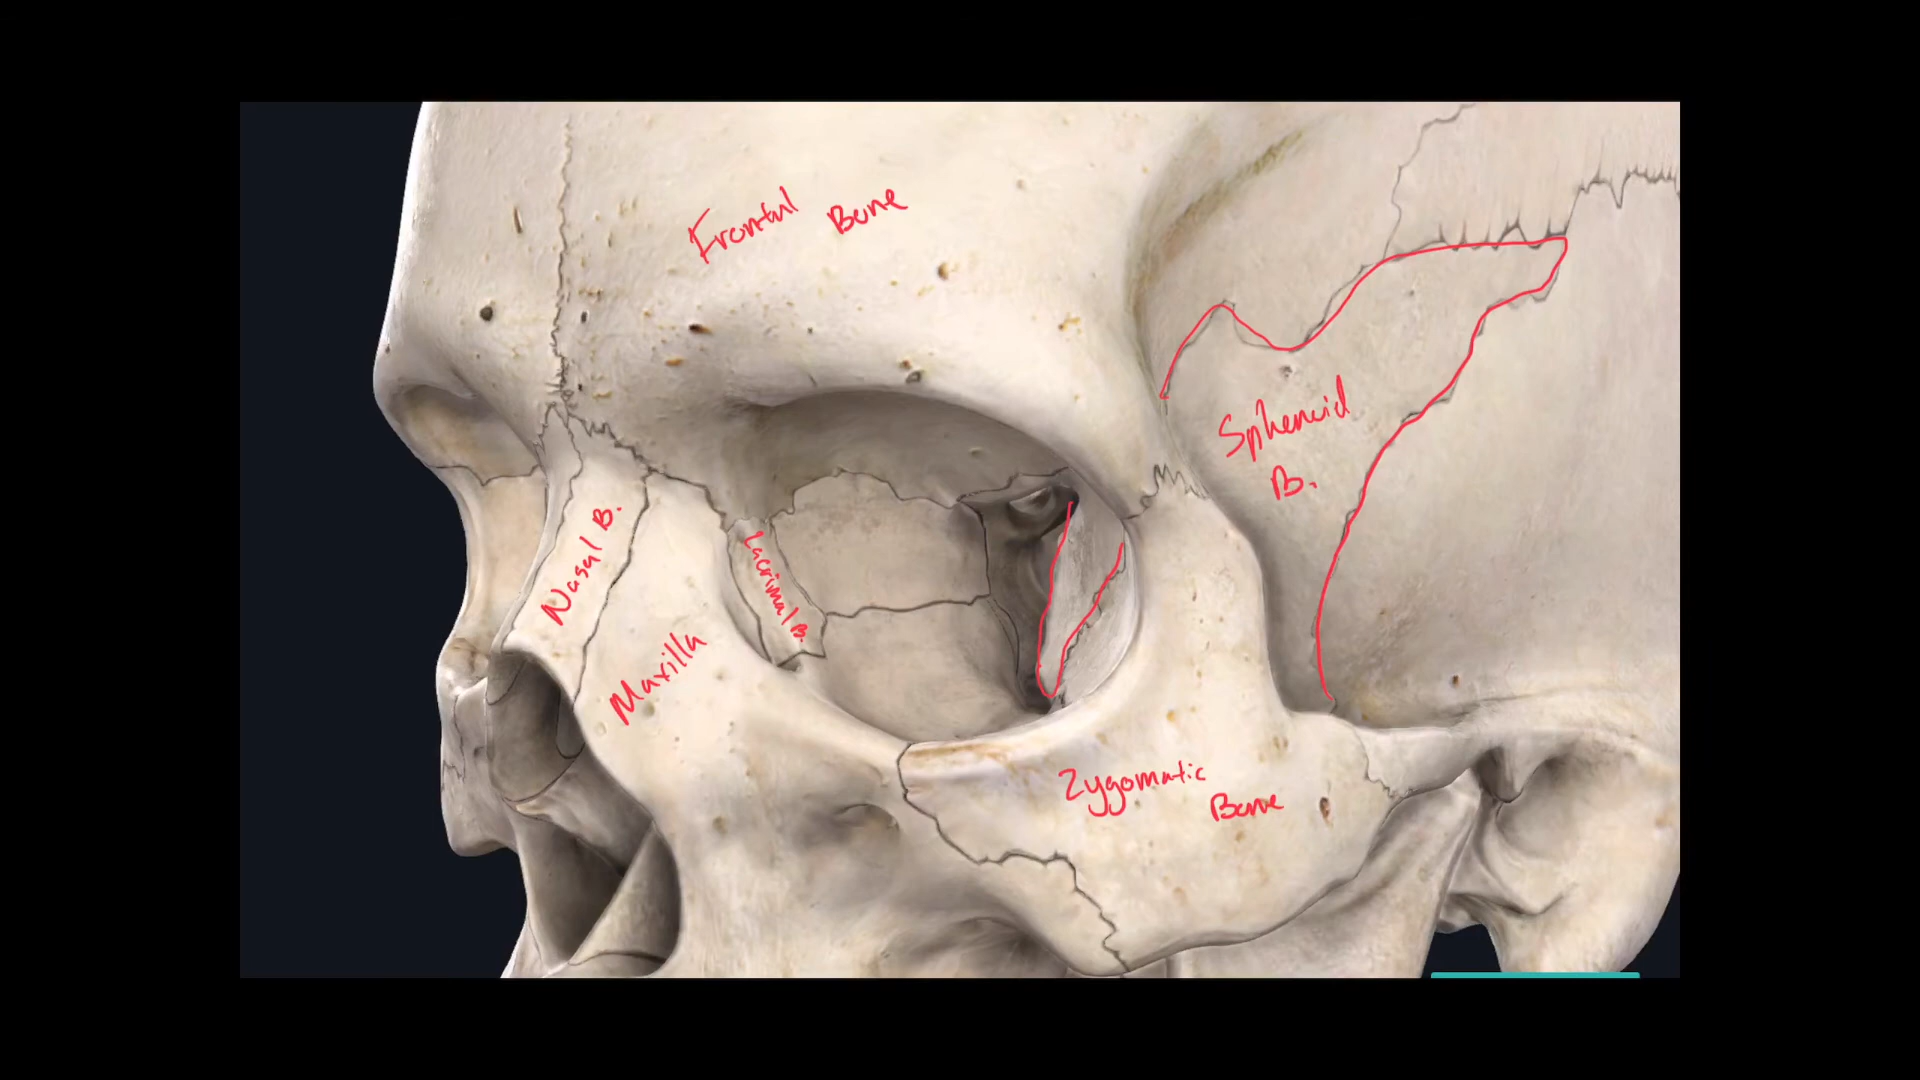 Frontal Bone
Sphenoid
B.
Nasal B.
Lacrimal B.
Maxilla
Zygomatic
Bone